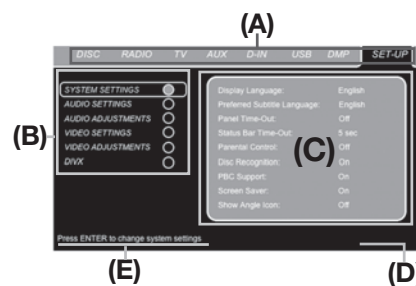 (A)
DISC RADIO TV AUX D-IN USB DMP SET-UP
SYSTEM SETTINGS
AUDIO SETTINGS
AUDIO ADJUSTMENTS
VIDEO SETTINGS
VIDEO ADJUSTMENTS
DIVX
(B)
Display Language: English
Preferred Subtitle Language: English
Panel Time-Out: Off
Status Bar Time-Out: 5 sec
Parental Control: Off
Disc Recognition: On
PBC Support: On
Screen Saver: On
Show Angle Icon: Off
(C)
Press ENTER to change system settings
(E)
(D